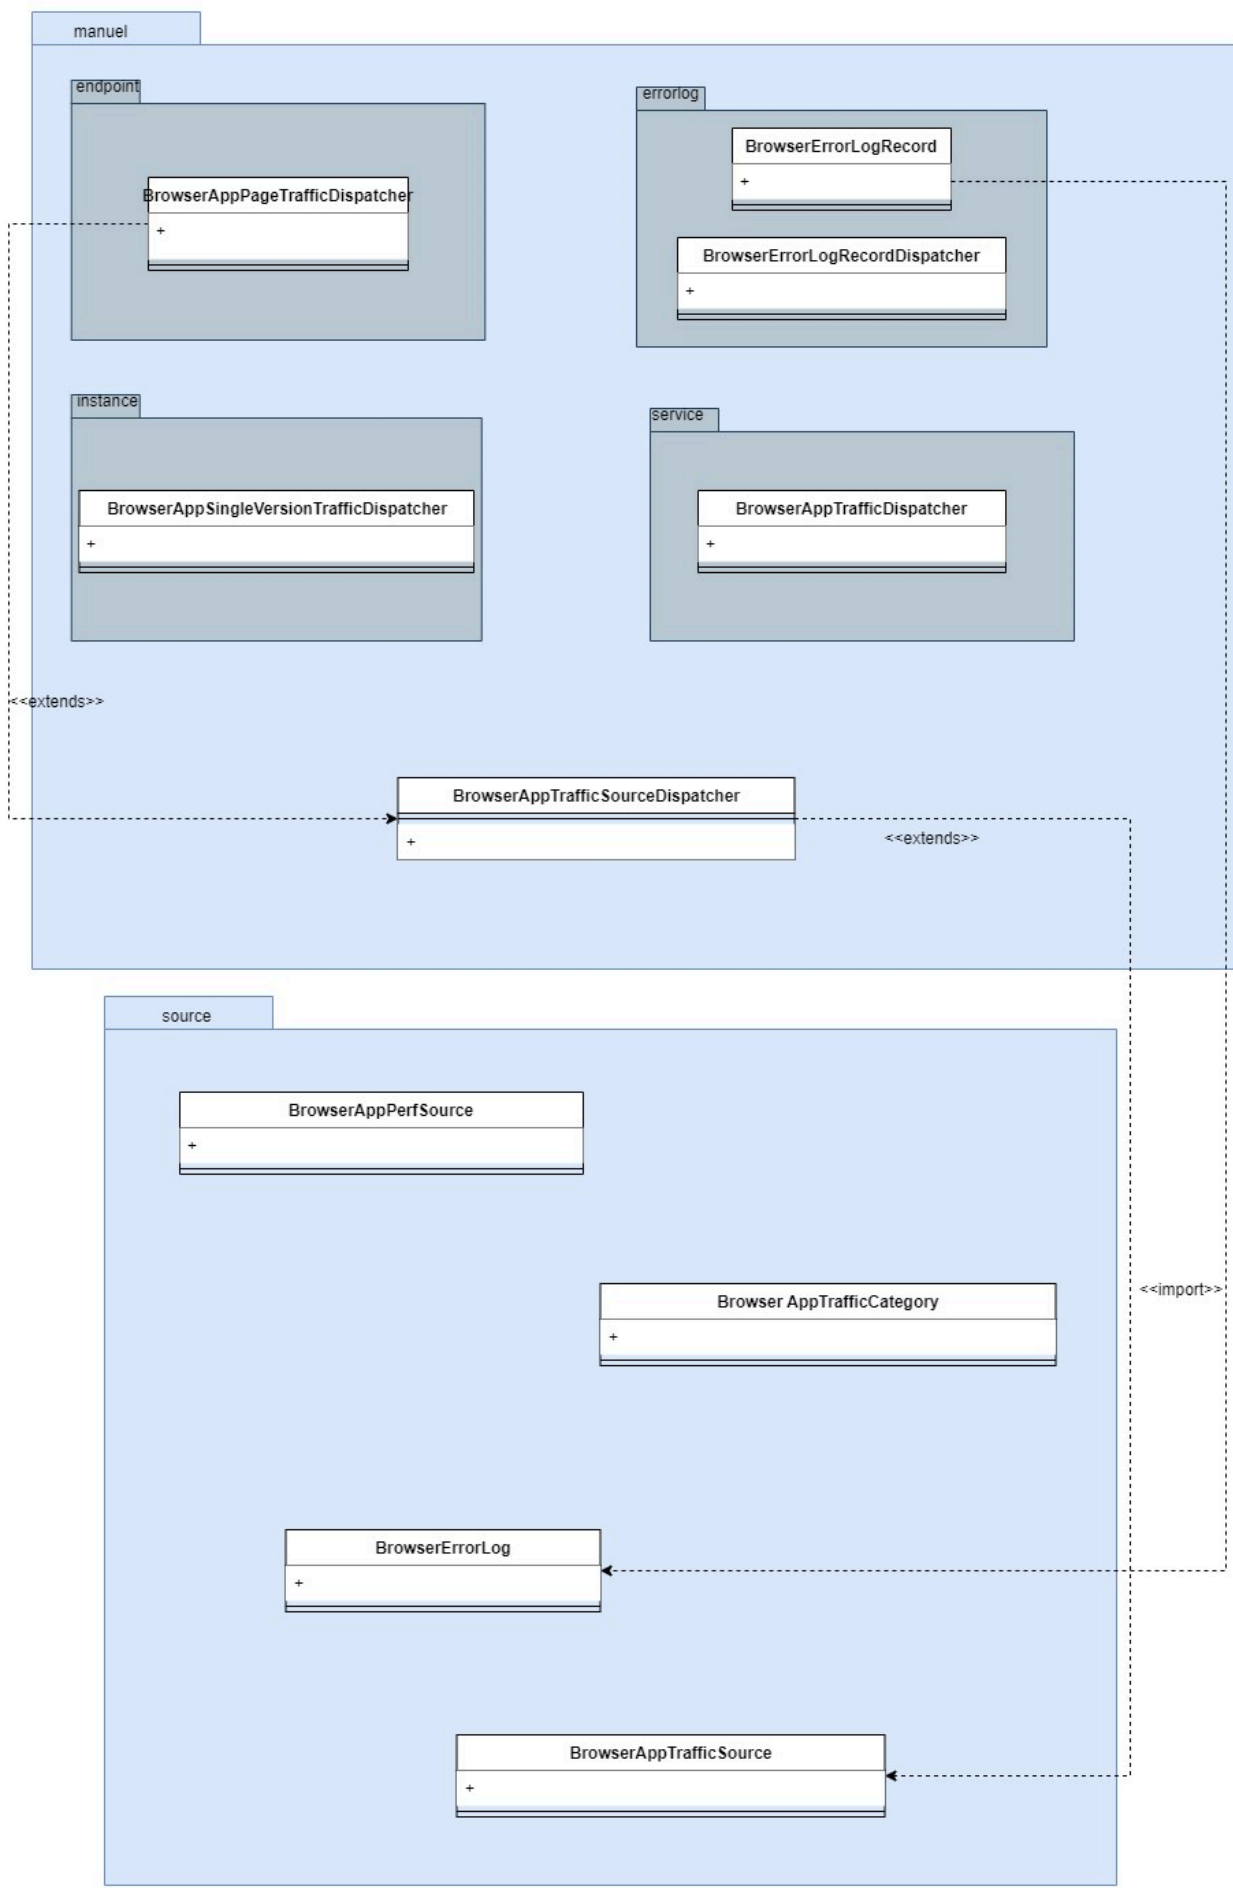 manuel
endpoint
BrowserAppPageTrafficDispatcher
+
errorlog
BrowserErrorLogRecord
+
BrowserErrorLogRecordDispatcher
+
instance
BrowserAppSingleVersionTrafficDispatcher
+
service
BrowserAppTrafficDispatcher
+
<<extends>>
BrowserAppTrafficSourceDispatcher
+
<<extends>>
source
BrowserAppPerfSource
+
<<import>>
Browser AppTrafficCategory
+
BrowserErrorLog
+
BrowserAppTrafficSource
+